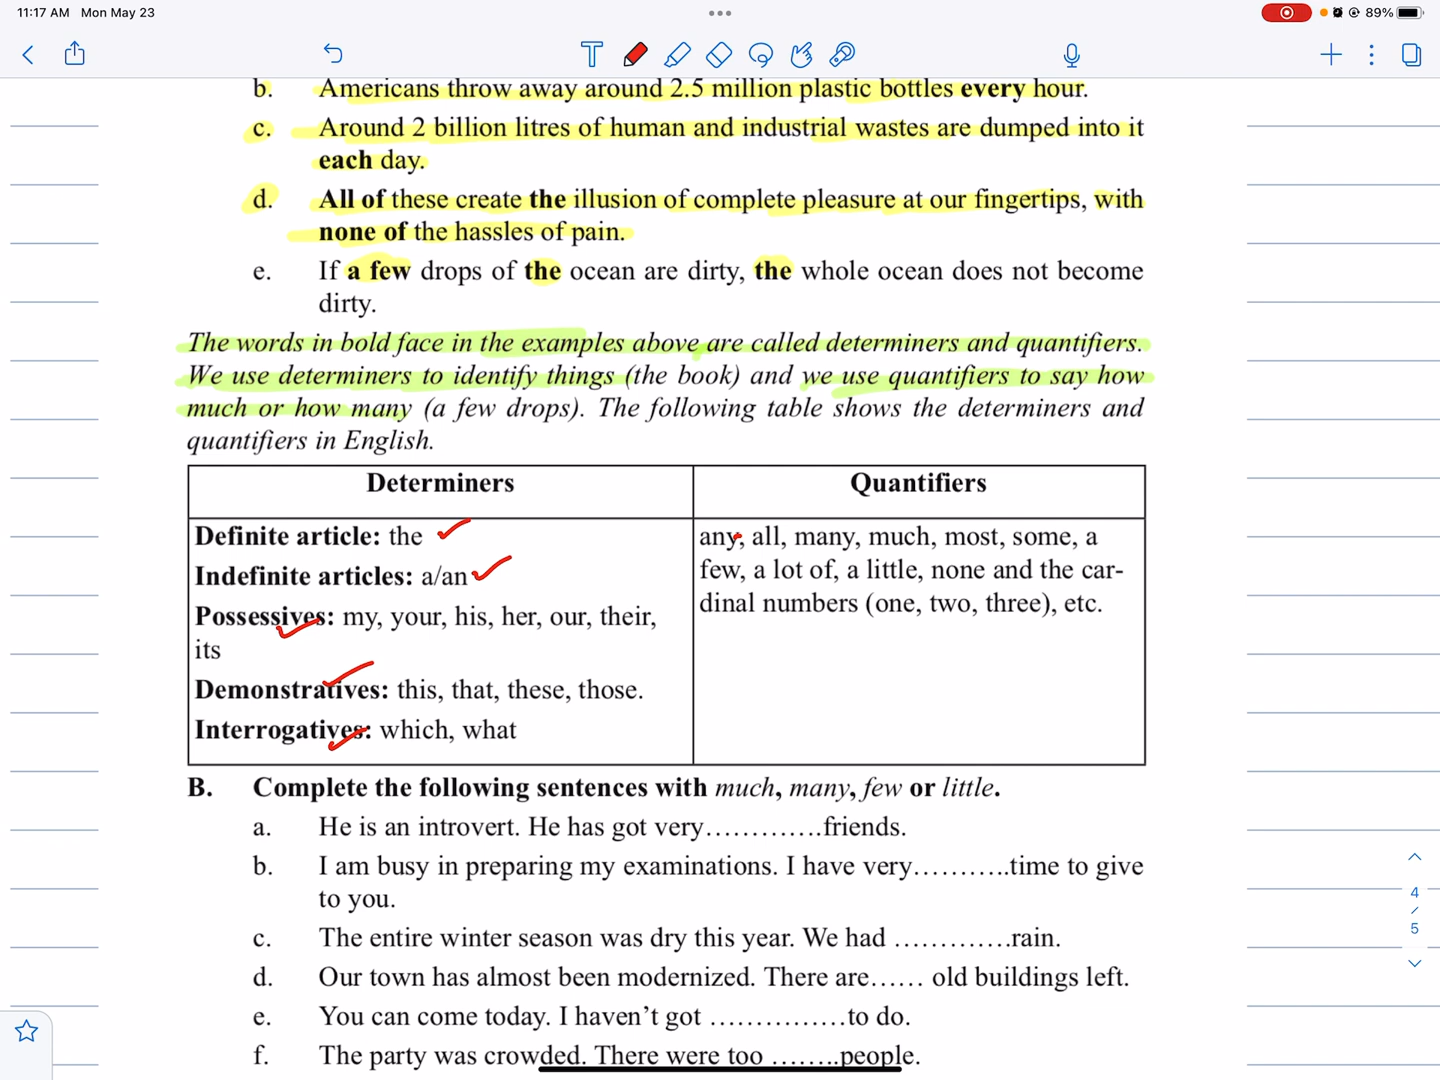 11:17 AM Mon May 23
89%
b. Americans throw away around 2.5 million plastic bottles every hour.
c. Around 2 billion litres of human and industrial wastes are dumped into it
each day.
d. All of these create the illusion of complete pleasure at our fingertips, with
none of the hassles of pain.
e. If a few drops of the ocean are dirty, the whole ocean does not become
dirty.
The words in bold face in the examples above are called determiners and quantifiers.
We use determiners to identify things (the book) and we use quantifiers to say how
much or how many (a few drops). The following table shows the determiners and
quantifiers in English.
Determiners
Definite article: the
Indefinite articles: a/an
Possessives: my, your, his, her, our, their,
its
Demonstratives: this, that, these, those.
Interrogatives: which, what
Quantifiers
any, all, many, much, most, some, a
few, a lot of, a little, none and the car-
dinal numbers (one, two, three), etc.
B. Complete the following sentences with much, many, few or little.
a. He is an introvert. He has got very.............friends.
b. I am busy in preparing my examinations. I have very...........time to give
to you.
c. The entire winter season was dry this year. We had .............rain.
d. Our town has almost been modernized. There are...... old buildings left.
e. You can come today. I haven't got ...............to do.
f. The party was crowded. There were too ........people.
4
/
5